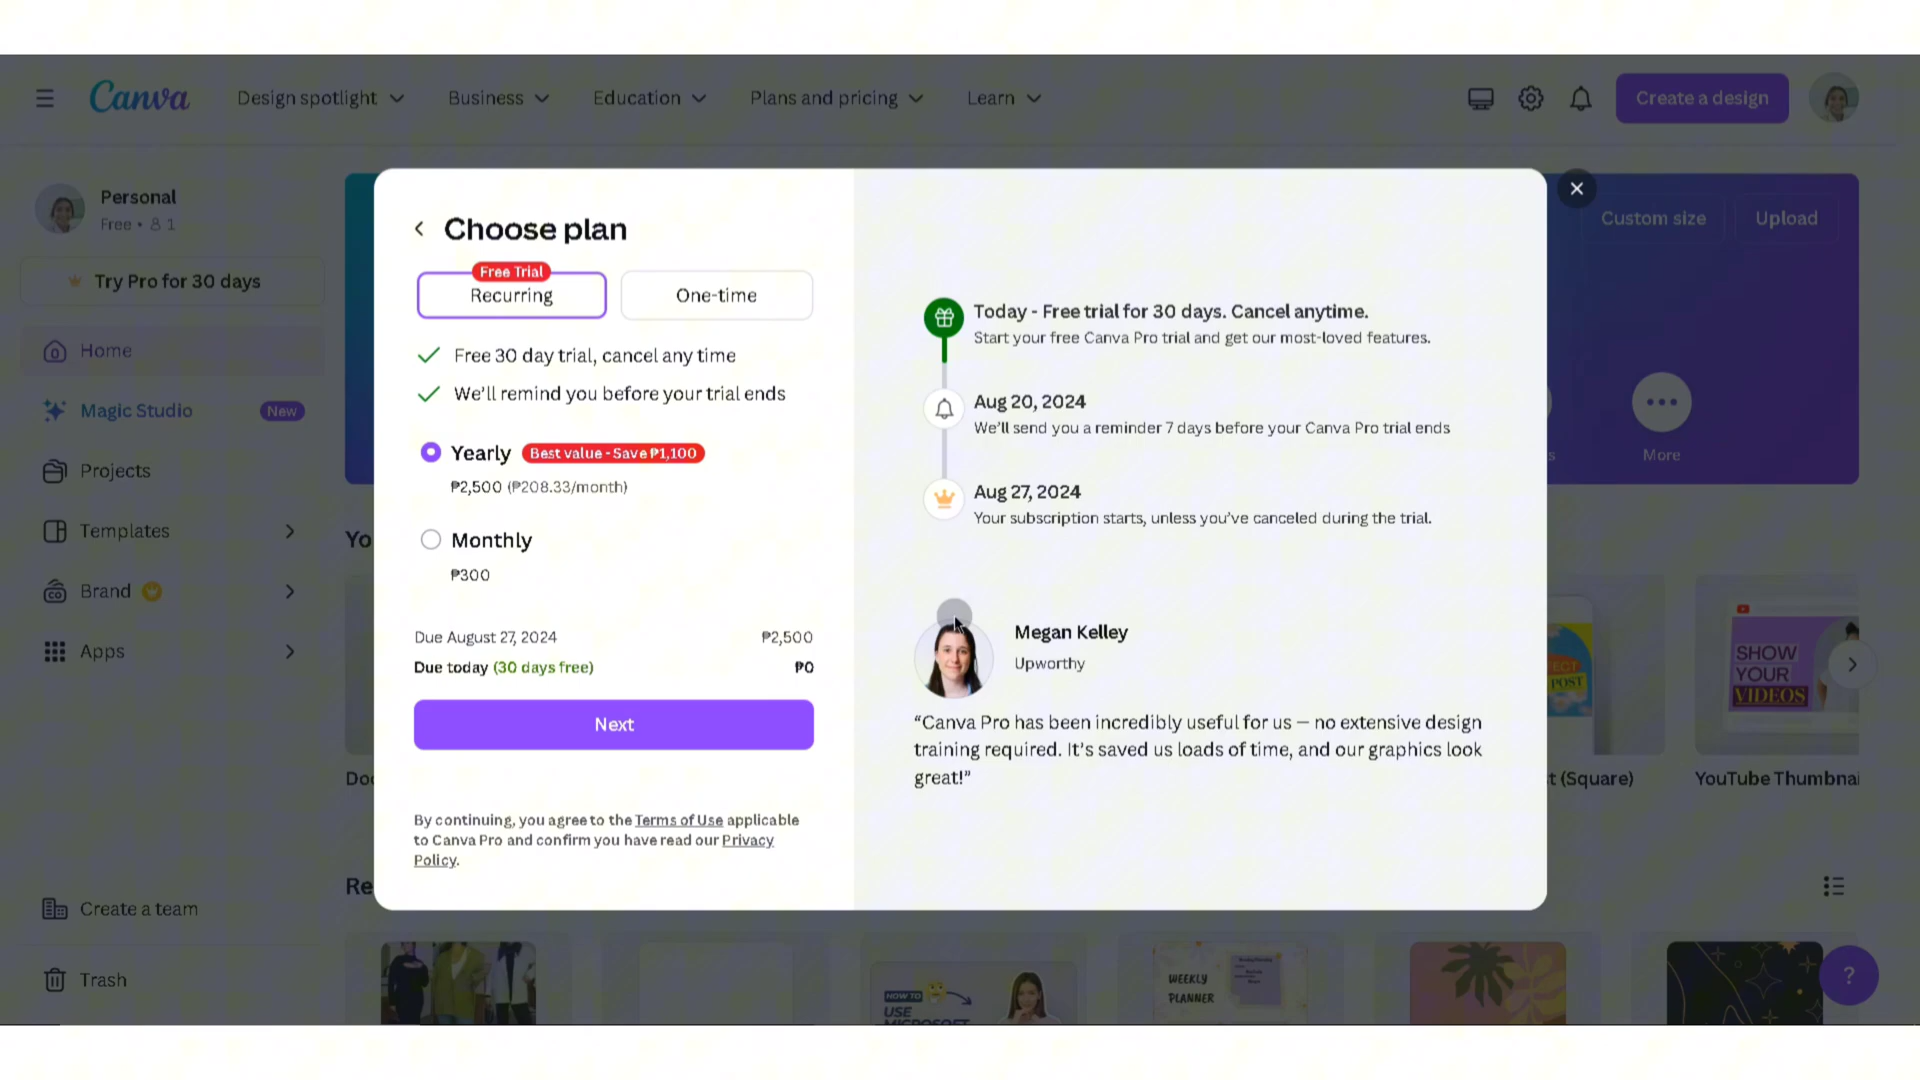 Canva
Design spotlight
Business
Education
Plans and pricing
Learn
Create a design
Personal
Free • 1
Try Pro for 30 days
Home
Magic Studio
New
Projects
Templates
Brand
Apps
Create a team
Trash
Custom size
Upload
More
Choose plan
Free Trial
Recurring
One-time
Free 30 day trial, cancel any time
We'll remind you before your trial ends
Yearly
Best value - Save ₱1,100
₱2,500 (₱208.33/month)
Monthly
₱300
Due August 27, 2024
₱2,500
Due today (30 days free)
₱0
Next
By continuing, you agree to the Terms of Use applicable
to Canva Pro and confirm you have read our Privacy
Policy.
Today - Free trial for 30 days. Cancel anytime.
Start your free Canva Pro trial and get our most-loved features.
Aug 20, 2024
We'll send you a reminder 7 days before your Canva Pro trial ends
Aug 27, 2024
Your subscription starts, unless you've canceled during the trial.
Megan Kelley
Upworthy
“Canva Pro has been incredibly useful for us — no extensive design
training required. It's saved us loads of time, and our graphics look
great!”
POST
SHOW
YOUR
VIDEOS
t (Square)
YouTube Thumbnai
HOW TO
USE
WEEKLY
PLANNER
?